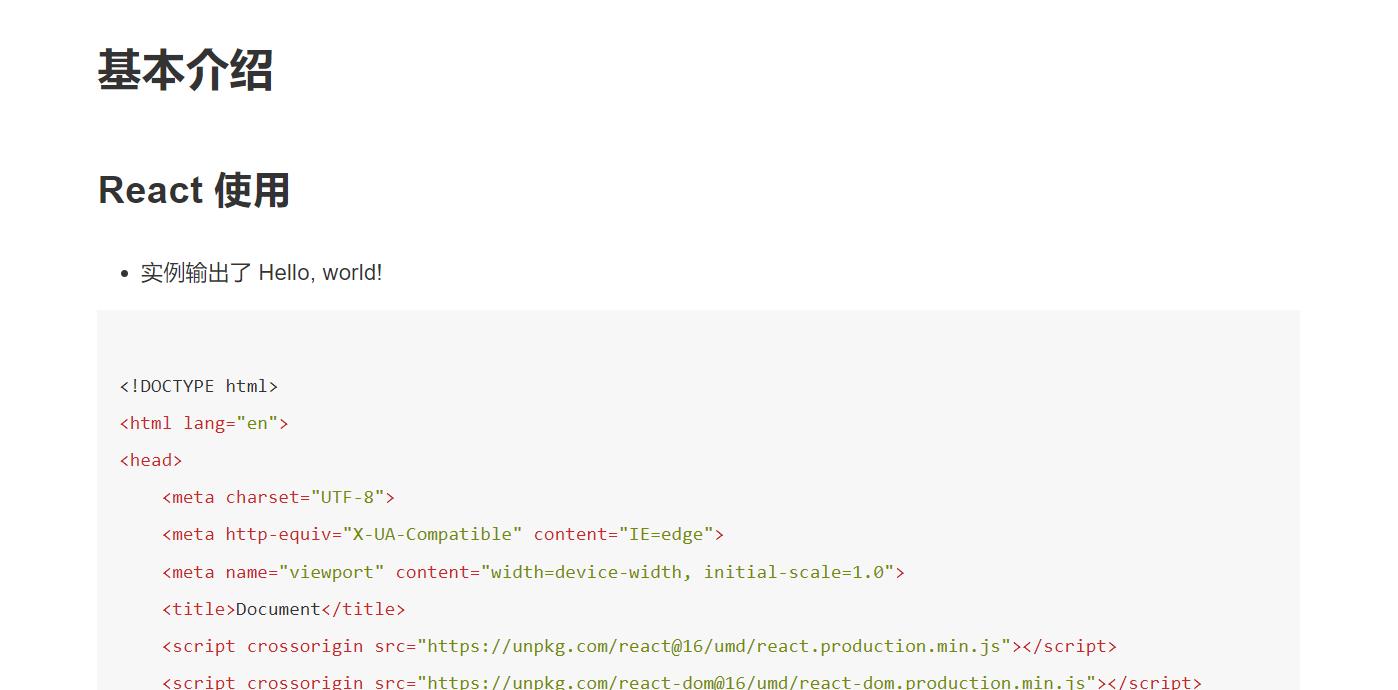 基本介绍
React 使用
实例输出了 Hello, world!
<!DOCTYPE html>
<html lang="en">
<head>
    <meta charset="UTF-8">
    <meta http-equiv="X-UA-Compatible" content="IE=edge">
    <meta name="viewport" content="width=device-width, initial-scale=1.0">
    <title>Document</title>
    <script crossorigin src="https://unpkg.com/react@16/umd/react.production.min.js"></script>
    <script crossorigin src="https://unpkg.com/react-dom@16/umd/react-dom.production.min.js"></script>